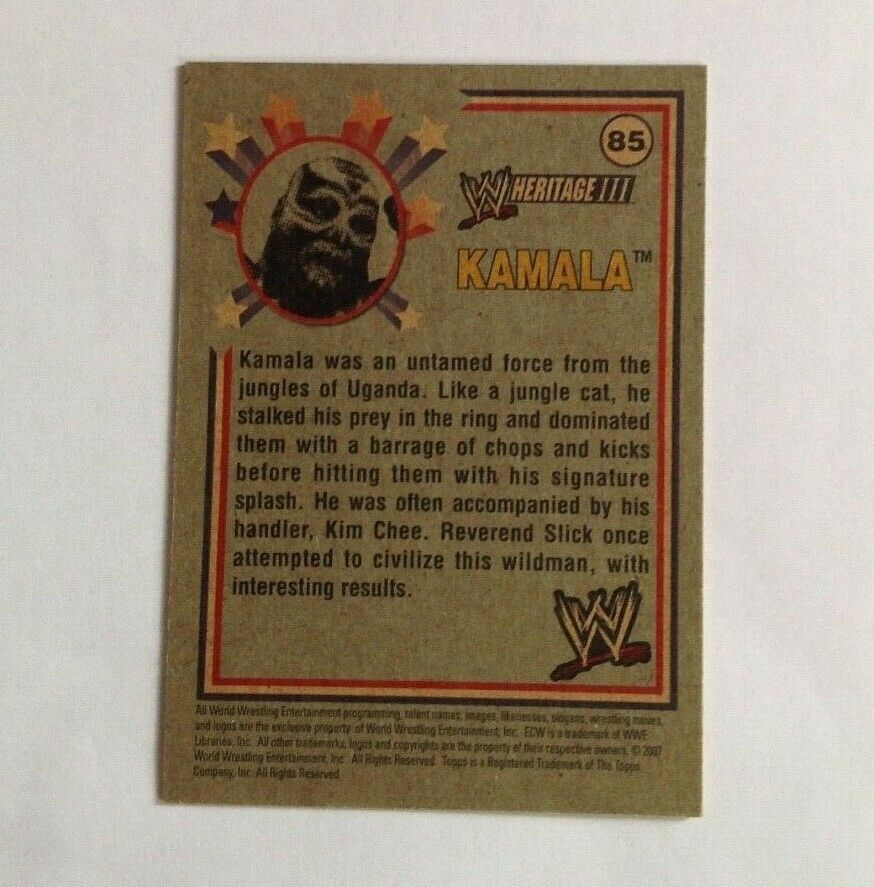 85
W HERITAGE III
KAMALA™
Kamala was an untamed force from the
jungles of Uganda. Like a jungle cat, he
stalked his prey in the ring and dominated
them with a barrage of chops and kicks
before hitting them with his signature
splash. He was often accompanied by his
handler, Kim Chee. Reverend Slick once
attempted to civilize this wildman, with
interesting results.
W
All World Wrestling Entertainment programming, talent names, images, likenesses, slogans, wrestling moves,
and logos are the exclusive property of World Wrestling Entertainment, Inc. ECW is a trademark of WWE
Libraries, Inc. All other trademarks, logos and copyrights are the property of their respective owners. © 2007
World Wrestling Entertainment, Inc. All Rights Reserved. Topps is a Registered Trademark of The Topps
Company, Inc. All Rights Reserved.